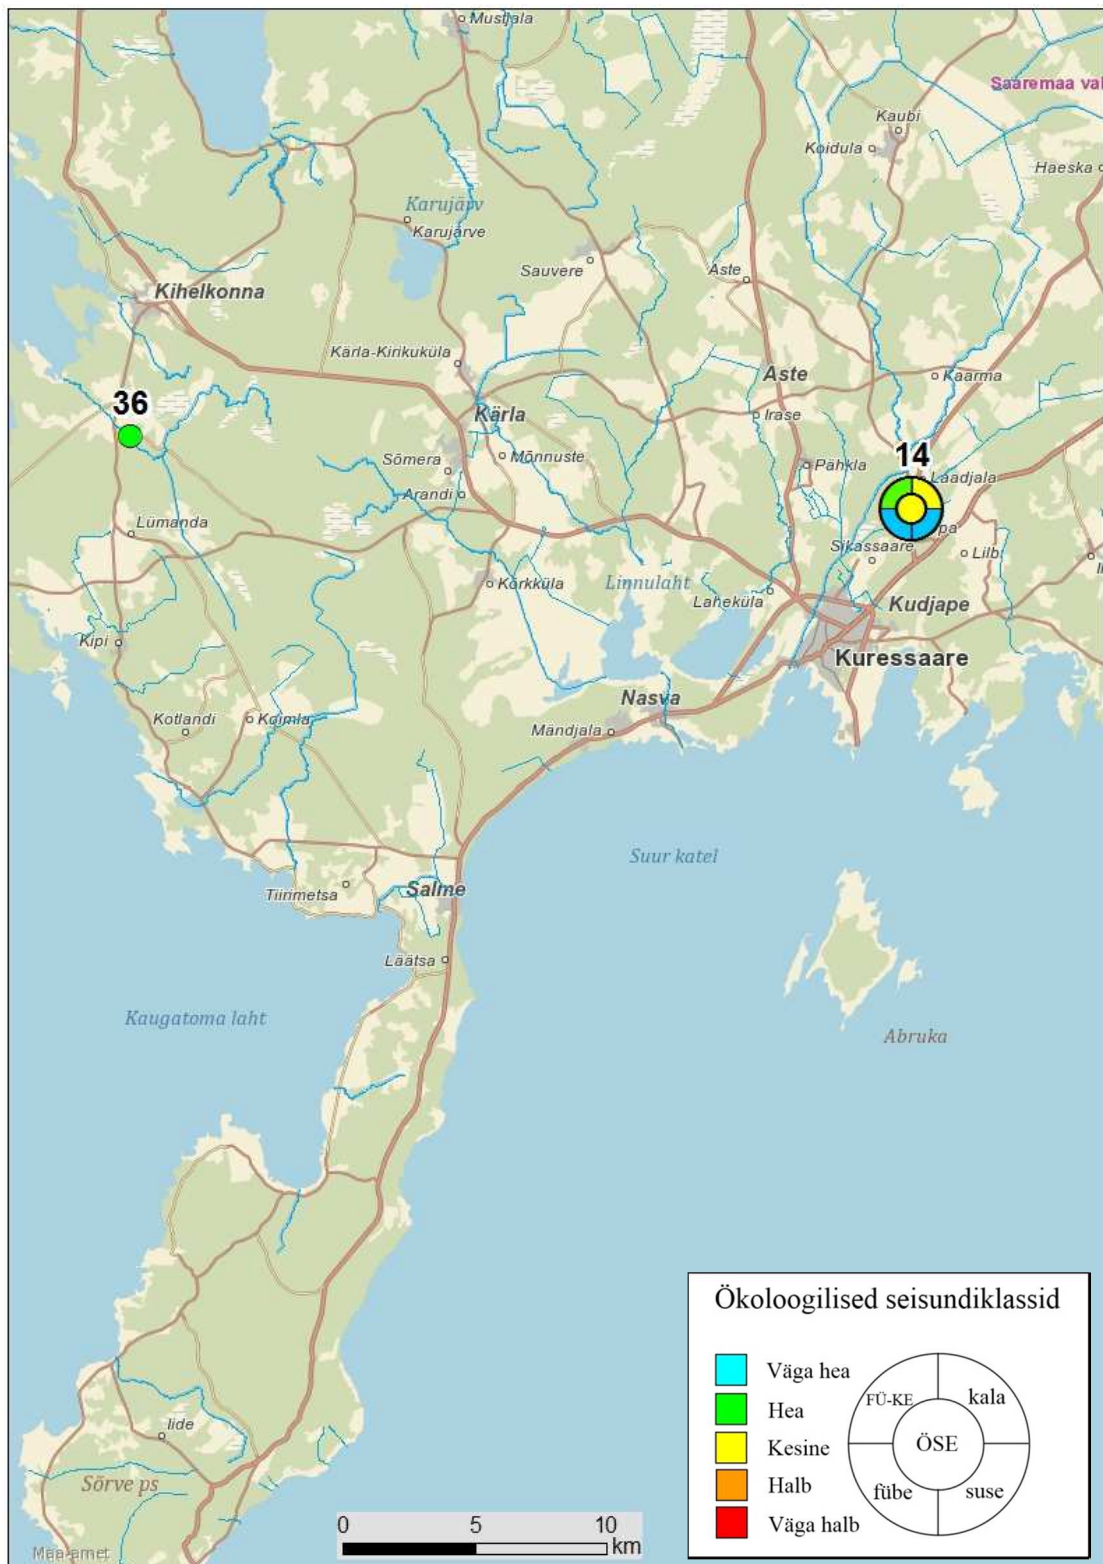 Mustjala
Saaremaa val
Kaubi
Koidula
Haeska
Karujärv
Karujärve
Sauvere
Aste
Kihelkonna
Kärla-Kirikuküla
Aste
Kaarma
36
Kärla
Irase
14
Sõmera
Mõnnuste
Pähkla
Laadjala
Arandi
Lümanda
Sikassaare
Lilb
Kärkküla
Linnulaht
Laheküla
Kudjape
Kipi
Kuressaare
Nasva
Kotlandi
Koimla
Mändjala
Suur katel
Tiirimetsa
Salme
Läätsa
Kaugatoma laht
Abruka
Ökoloogilised seisundiklassid
Väga hea
Hea
Kesine
Halb
Väga halb
FÜ-KE
kala
ÖSE
fübe
suse
Iide
Sõrve ps
0 5 10
km
Maa-amet